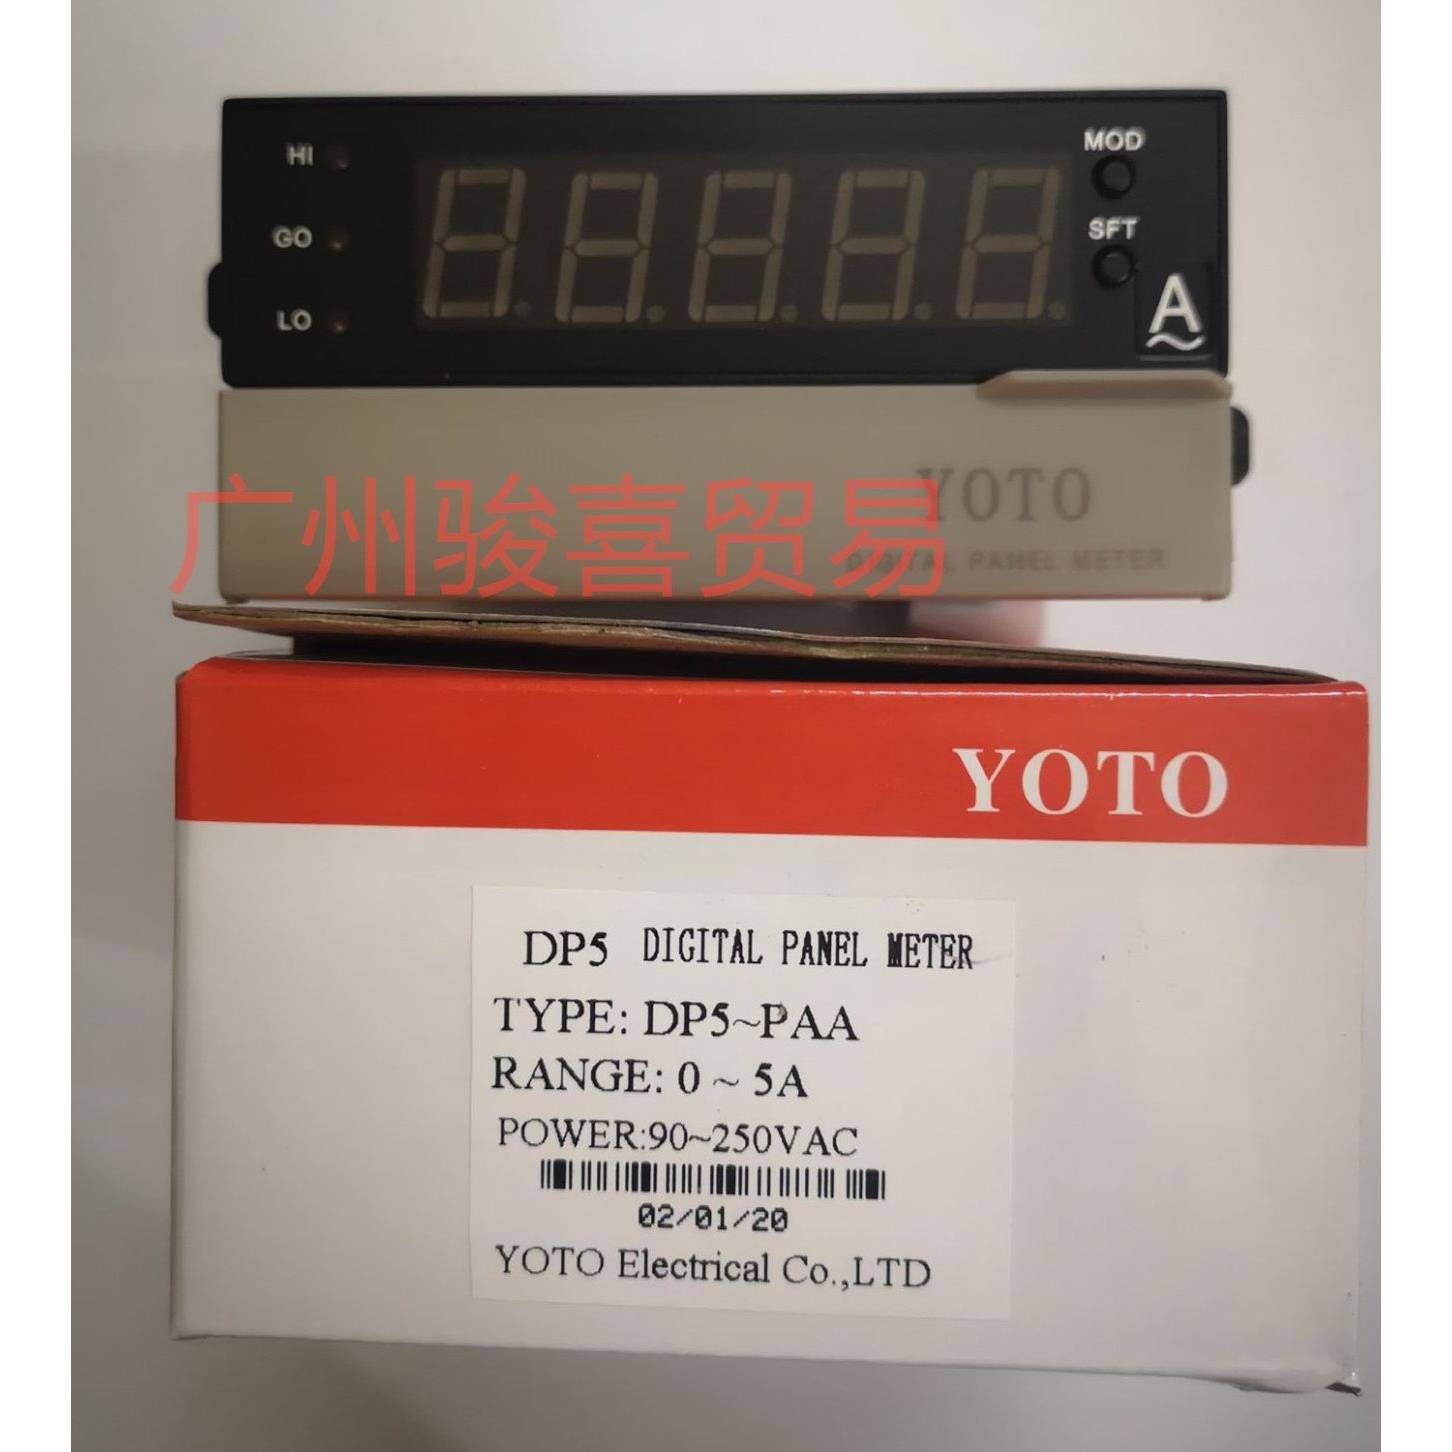 HI
MOD
GO
SFT
LO
A
广州骏喜贸易
YOTO
DIGITAL PANEL METER
YOTO
DP5 DIGITAL PANEL METER
TYPE: DP5~PAA
RANGE: 0 ~ 5A
POWER:90~250VAC
02/01/20
YOTO Electrical Co.,LTD